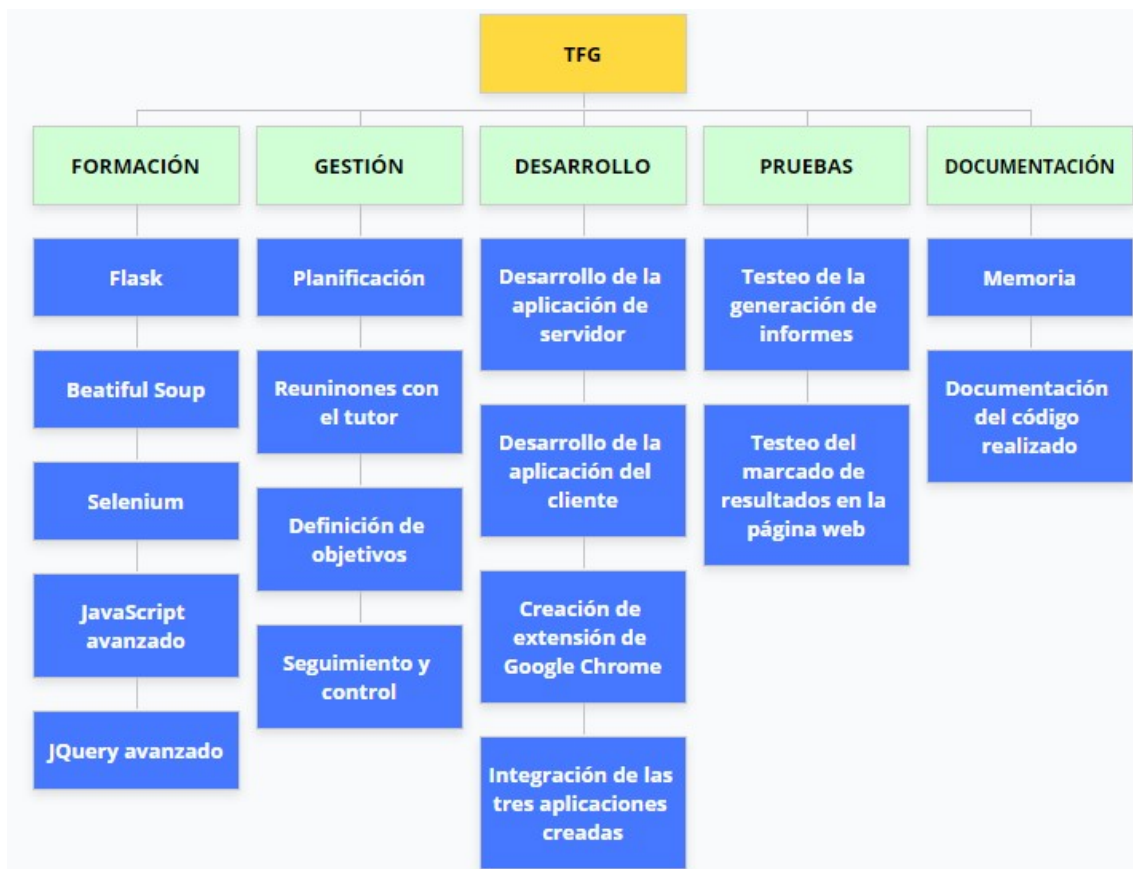 TFG
FORMACIÓN
Flask
Beatiful Soup
Selenium
JavaScript
avanzado
JQuery avanzado
GESTIÓN
Planificación
Reuninones con
el tutor
Definición de
objetivos
Seguimiento y
control
DESARROLLO
Desarrollo de la
aplicación de
servidor
Desarrollo de la
aplicación del
cliente
Creación de
extensión de
Google Chrome
Integración de las
tres aplicaciones
creadas
PRUEBAS
Testeo de la
generación de
informes
Testeo del
marcado de
resultados en la
página web
DOCUMENTACIÓN
Memoria
Documentación
del código
realizado